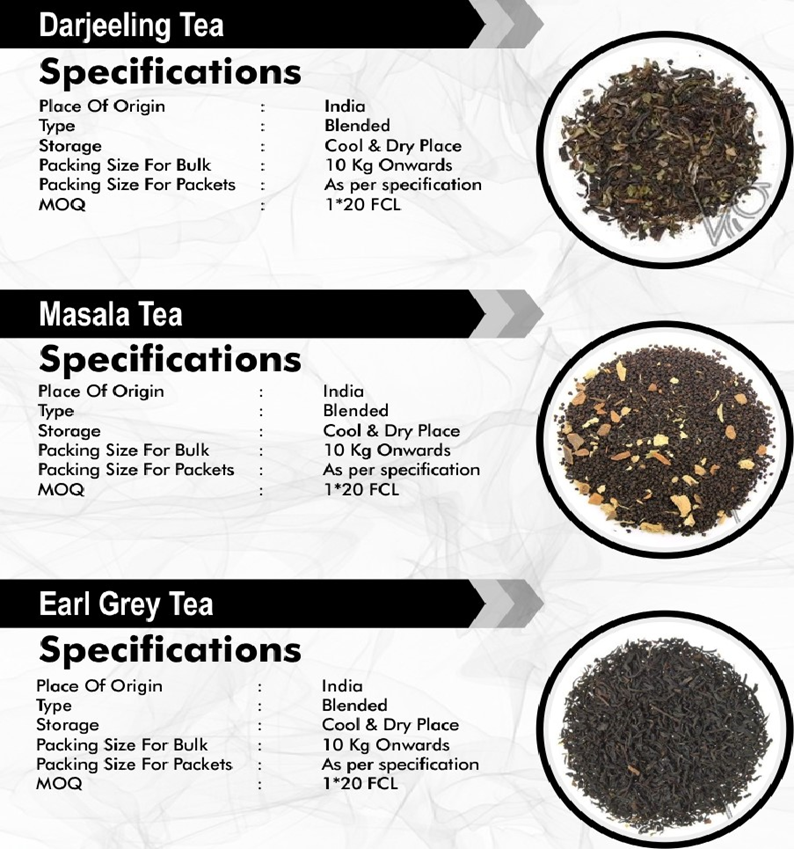 Darjeeling Tea
Specifications
Place Of Origin : India
Type : Blended
Storage : Cool & Dry Place
Packing Size For Bulk : 10 Kg Onwards
Packing Size For Packets : As per specification
MOQ : 1*20 FCL
Masala Tea
Specifications
Place Of Origin : India
Type : Blended
Storage : Cool & Dry Place
Packing Size For Bulk : 10 Kg Onwards
Packing Size For Packets : As per specification
MOQ : 1*20 FCL
Earl Grey Tea
Specifications
Place Of Origin : India
Type : Blended
Storage : Cool & Dry Place
Packing Size For Bulk : 10 Kg Onwards
Packing Size For Packets : As per specification
MOQ : 1*20 FCL